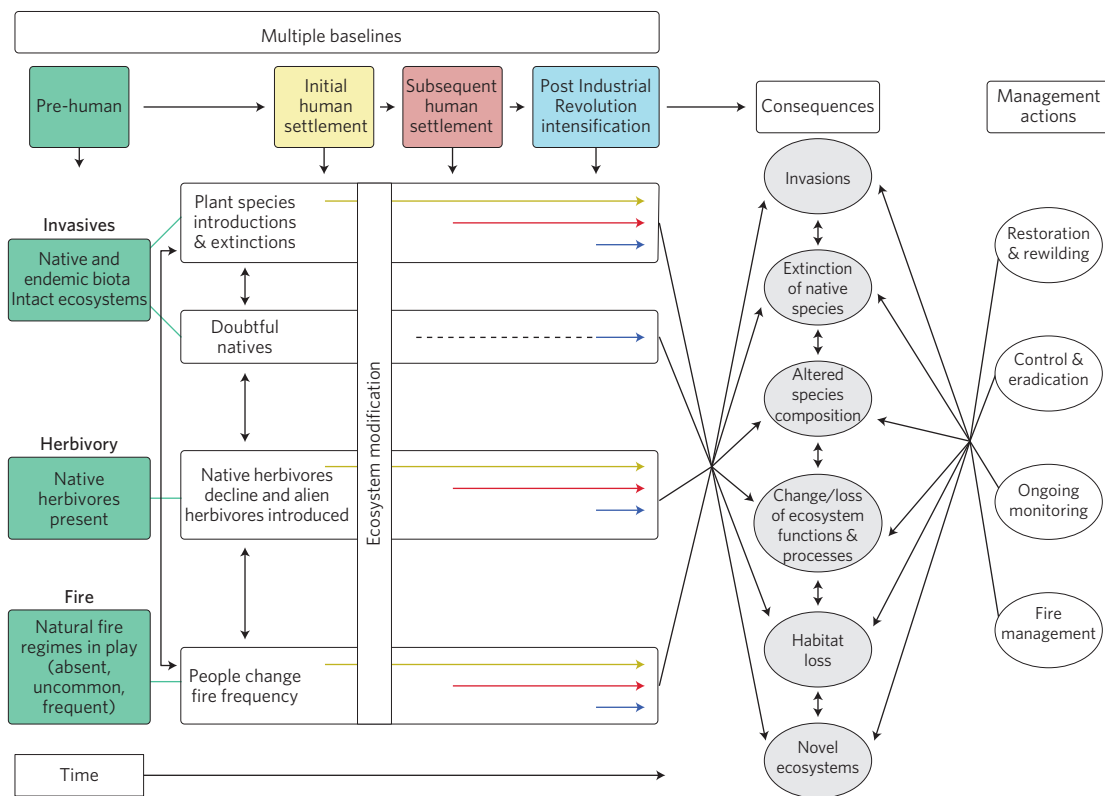 Multiple baselines
Pre-human
Initial
human
settlement
Subsequent
human
settlement
Post Industrial
Revolution
intensification
Consequences
Management
actions
Invasives
Native and
endemic biota
Intact ecosystems
Plant species
introductions
& extinctions
Doubtful
natives
Herbivory
Native
herbivores
present
Native herbivores
decline and alien
herbivores introduced
Fire
Natural fire
regimes in play
(absent,
uncommon,
frequent)
People change
fire frequency
Ecosystem modification
Invasions
Extinction
of native
species
Altered
species
composition
Change/loss
of ecosystem
functions &
processes
Habitat
loss
Novel
ecosystems
Restoration
& rewilding
Control &
eradication
Ongoing
monitoring
Fire
management
Time